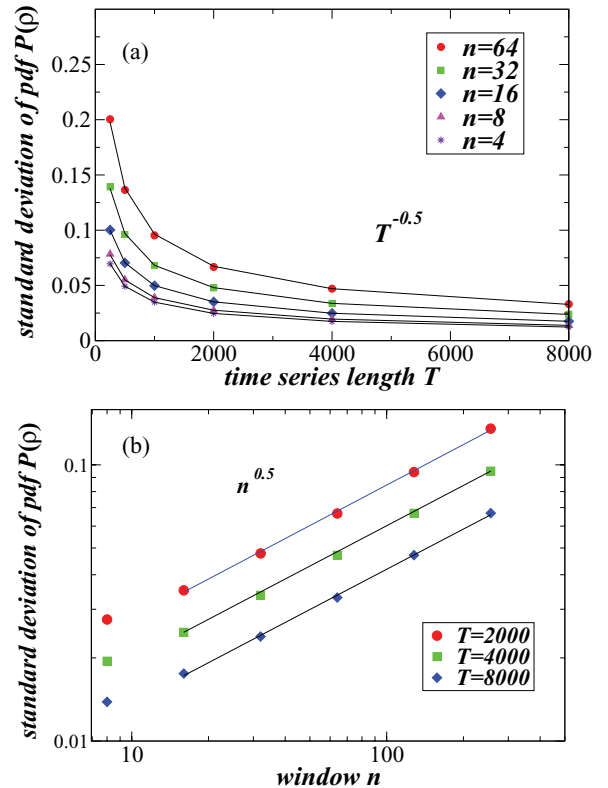 (a)
n=64
n=32
n=16
n=8
n=4
T^-0.5
standard deviation of pdf P(ρ)
0.25
0.2
0.15
0.1
0.05
0
0 2000 4000 6000 8000
time series length T
(b)
n^0.5
standard deviation of pdf P(ρ)
0.1
0.01
T=2000
T=4000
T=8000
10 100
window n